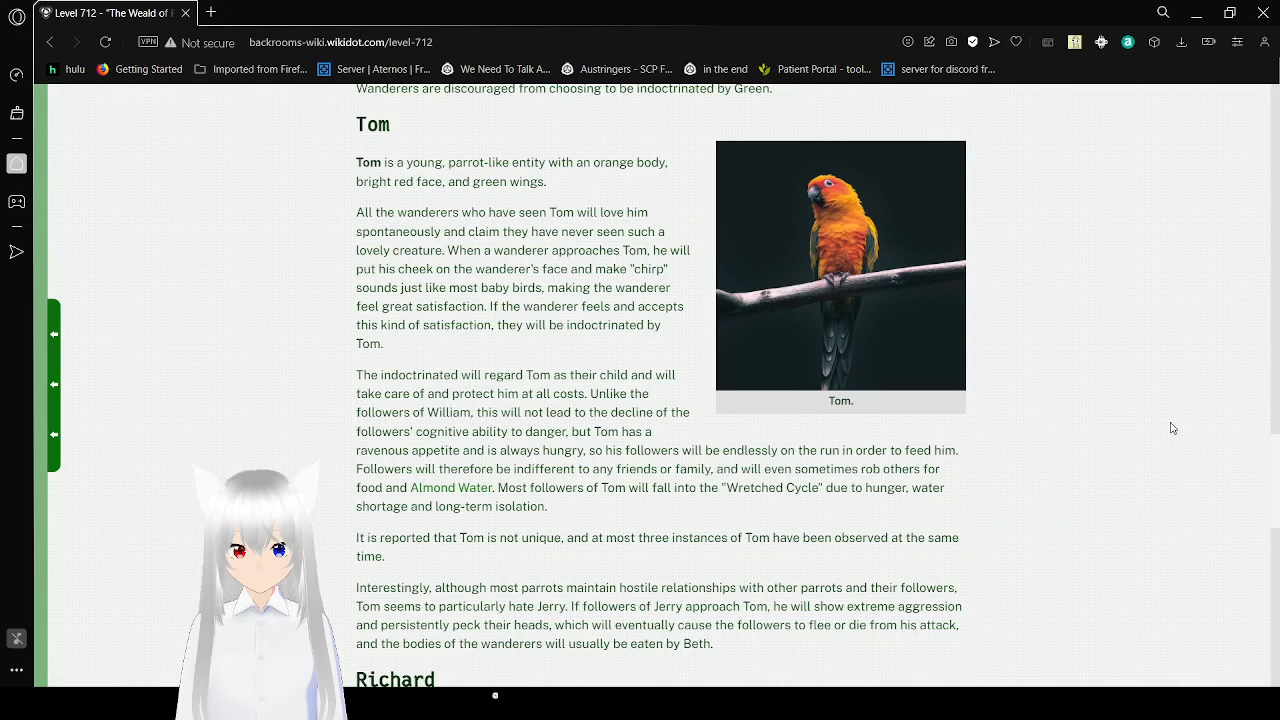 Level 712 - "The Weald of F
VPN
Not secure
backrooms-wiki.wikidot.com/level-712
hulu
Getting Started
Imported from Firef...
Server | Aternos | Fr...
We Need To Talk A...
Austringers - SCP F...
in the end
Patient Portal - tool...
server for discord fr...
Wanderers are discouraged from choosing to be indoctrinated by Green.
Tom
Tom is a young, parrot-like entity with an orange body,
bright red face, and green wings.
All the wanderers who have seen Tom will love him
spontaneously and claim they have never seen such a
lovely creature. When a wanderer approaches Tom, he will
put his cheek on the wanderer's face and make "chirp"
sounds just like most baby birds, making the wanderer
feel great satisfaction. If the wanderer feels and accepts
this kind of satisfaction, they will be indoctrinated by
Tom.
Tom.
The indoctrinated will regard Tom as their child and will
take care of and protect him at all costs. Unlike the
followers of William, this will not lead to the decline of the
followers' cognitive ability to danger, but Tom has a
ravenous appetite and is always hungry, so his followers will be endlessly on the run in order to feed him.
Followers will therefore be indifferent to any friends or family, and will even sometimes rob others for
food and Almond Water. Most followers of Tom will fall into the "Wretched Cycle" due to hunger, water
shortage and long-term isolation.
It is reported that Tom is not unique, and at most three instances of Tom have been observed at the same
time.
Interestingly, although most parrots maintain hostile relationships with other parrots and their followers,
Tom seems to particularly hate Jerry. If followers of Jerry approach Tom, he will show extreme aggression
and persistently peck their heads, which will eventually cause the followers to flee or die from his attack,
and the bodies of the wanderers will usually be eaten by Beth.
Richard